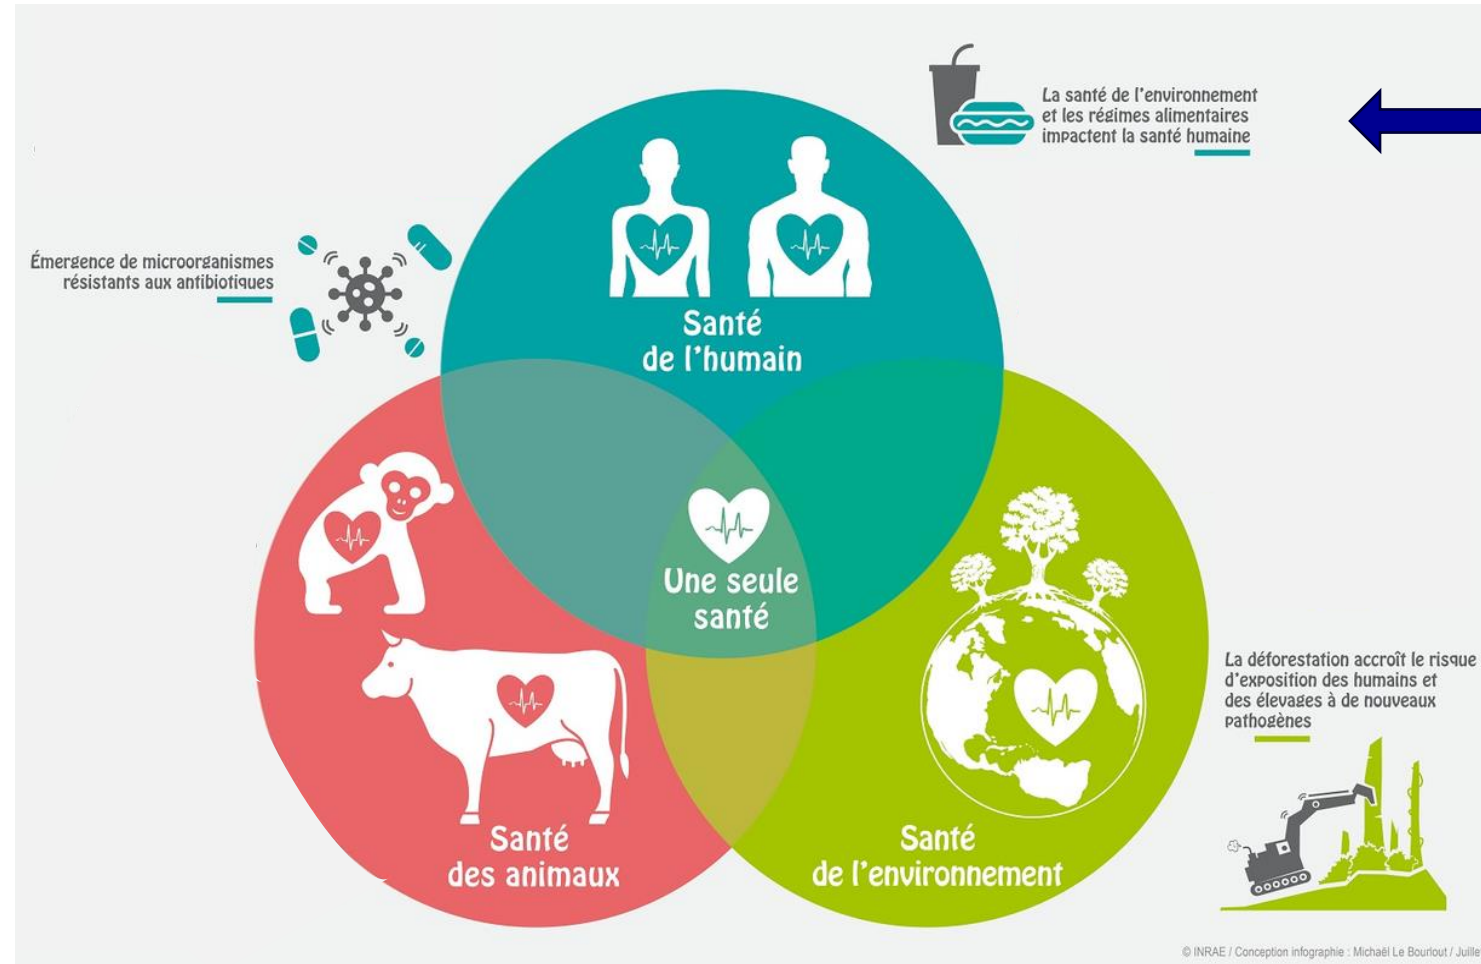 La santé de l'environnement
et les régimes alimentaires
impactent la santé humaine
Émergence de microorganismes
résistants aux antibiotiques
Santé
de l'humain
Une seule
santé
Santé
des animaux
Santé
de l'environnement
La déforestation accroît le risque
d'exposition des humains et
des élevages à de nouveaux
pathogènes
© INRAE / Conception infographie : Michaël Le Bourlout / Juille